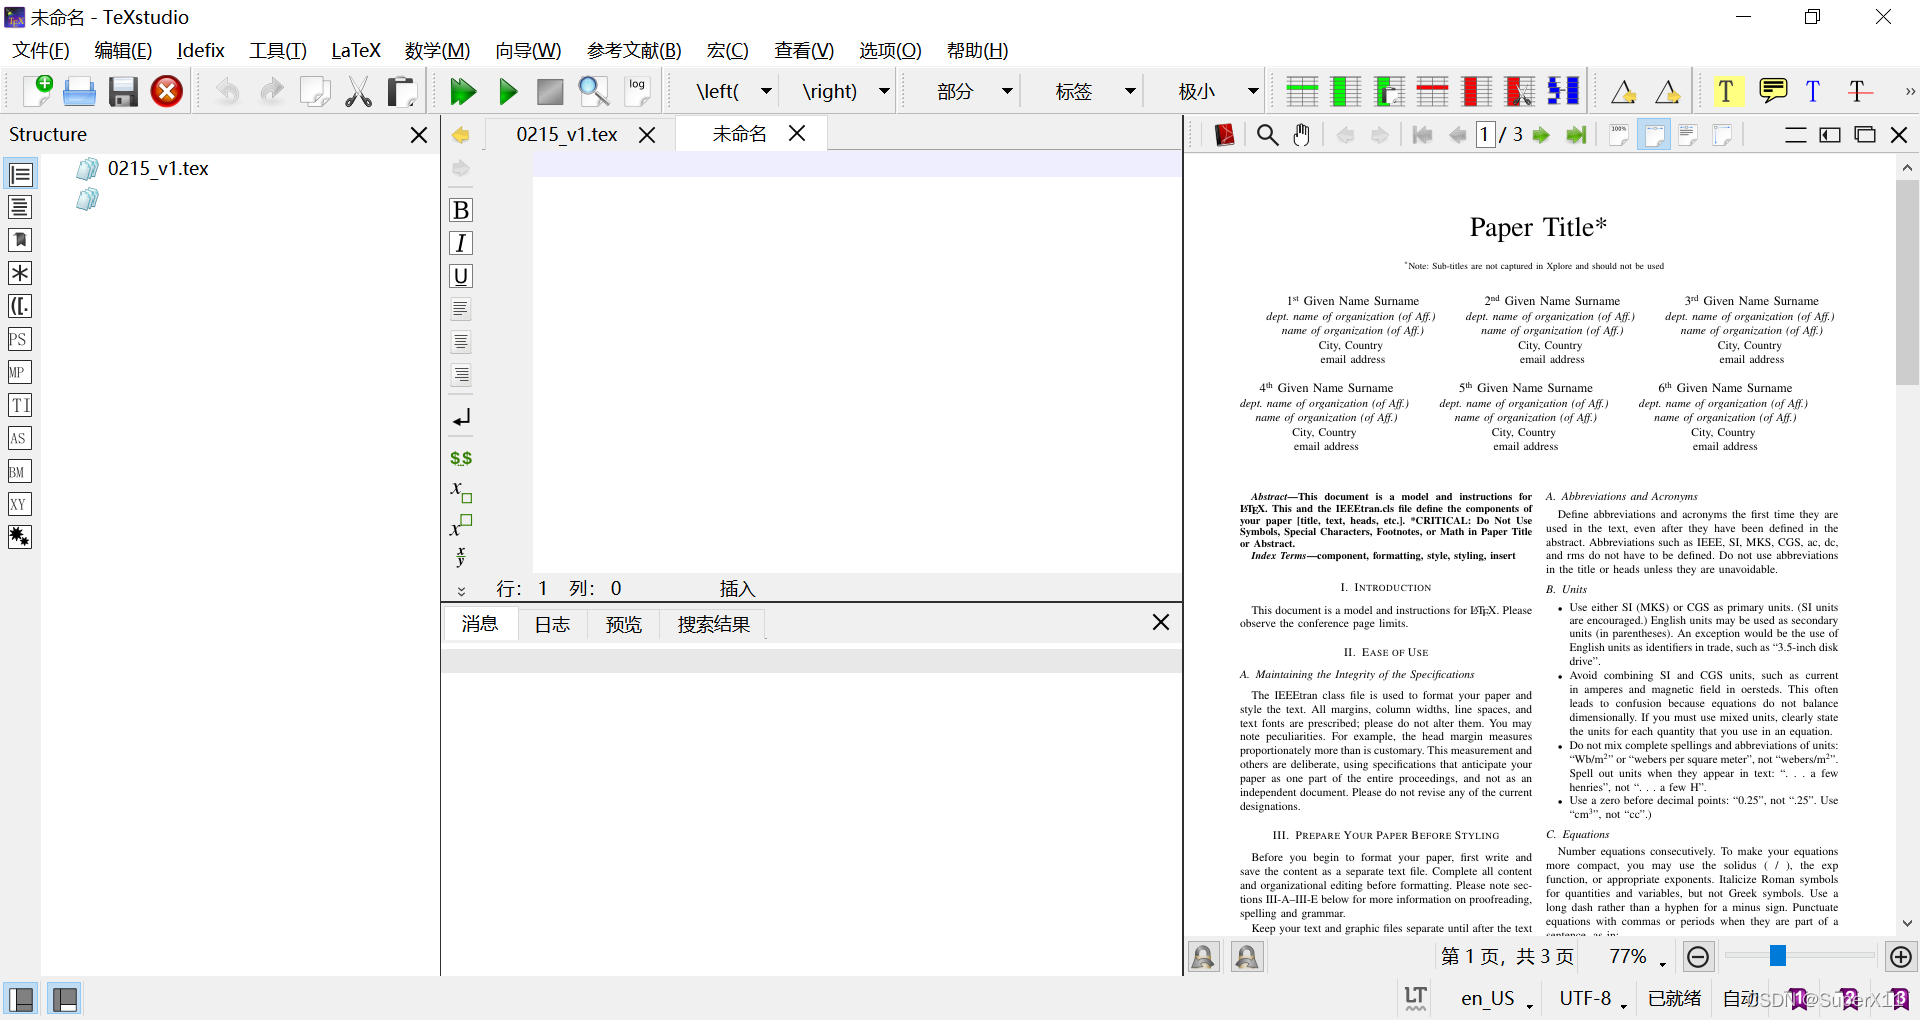 未命名 - TeXstudio
文件(F) 编辑(E) Idefix 工具(T) LaTeX 数学(M) 向导(W) 参考文献(B) 宏(C) 查看(V) 选项(O) 帮助(H)
log \left( \right) 部分 标签 极小 T T T »
Structure
0215_v1.tex 未命名
1 / 3 100%
0215_v1.tex
B
I
U
PS
MP
TI
AS
BM
XY
$$
x
x
x/y
行: 1 列: 0 插入
消息 日志 预览 搜索结果
Paper Title*
*Note: Sub-titles are not captured in Xplore and should not be used
1st Given Name Surname
dept. name of organization (of Aff.)
name of organization (of Aff.)
City, Country
email address
2nd Given Name Surname
dept. name of organization (of Aff.)
name of organization (of Aff.)
City, Country
email address
3rd Given Name Surname
dept. name of organization (of Aff.)
name of organization (of Aff.)
City, Country
email address
4th Given Name Surname
dept. name of organization (of Aff.)
name of organization (of Aff.)
City, Country
email address
5th Given Name Surname
dept. name of organization (of Aff.)
name of organization (of Aff.)
City, Country
email address
6th Given Name Surname
dept. name of organization (of Aff.)
name of organization (of Aff.)
City, Country
email address
Abstract—This document is a model and instructions for
LATEX. This and the IEEEtran.cls file define the components of
your paper [title, text, heads, etc.]. *CRITICAL: Do Not Use
Symbols, Special Characters, Footnotes, or Math in Paper Title
or Abstract.
Index Terms—component, formatting, style, styling, insert
I. Introduction
This document is a model and instructions for LATEX. Please
observe the conference page limits.
II. Ease of Use
A. Maintaining the Integrity of the Specifications
The IEEEtran class file is used to format your paper and
style the text. All margins, column widths, line spaces, and
text fonts are prescribed; please do not alter them. You may
note peculiarities. For example, the head margin measures
proportionately more than is customary. This measurement and
others are deliberate, using specifications that anticipate your
paper as one part of the entire proceedings, and not as an
independent document. Please do not revise any of the current
designations.
III. Prepare Your Paper Before Styling
Before you begin to format your paper, first write and
save the content as a separate text file. Complete all content
and organizational editing before formatting. Please note sec-
tions III-A–III-E below for more information on proofreading,
spelling and grammar.
Keep your text and graphic files separate until after the text
A. Abbreviations and Acronyms
Define abbreviations and acronyms the first time they are
used in the text, even after they have been defined in the
abstract. Abbreviations such as IEEE, SI, MKS, CGS, ac, dc,
and rms do not have to be defined. Do not use abbreviations
in the title or heads unless they are unavoidable.
B. Units
• Use either SI (MKS) or CGS as primary units. (SI units
are encouraged.) English units may be used as secondary
units (in parentheses). An exception would be the use of
English units as identifiers in trade, such as “3.5-inch disk
drive”.
• Avoid combining SI and CGS units, such as current
in amperes and magnetic field in oersteds. This often
leads to confusion because equations do not balance
dimensionally. If you must use mixed units, clearly state
the units for each quantity that you use in an equation.
• Do not mix complete spellings and abbreviations of units:
“Wb/m2” or “webers per square meter”, not “webers/m2”.
Spell out units when they appear in text: “. . . a few
henries”, not “. . . a few H”.
• Use a zero before decimal points: “0.25”, not “.25”. Use
“cm3”, not “cc”.)
C. Equations
Number equations consecutively. To make your equations
more compact, you may use the solidus ( / ), the exp
function, or appropriate exponents. Italicize Roman symbols
for quantities and variables, but not Greek symbols. Use a
long dash rather than a hyphen for a minus sign. Punctuate
equations with commas or periods when they are part of a
sentence, as in:
第 1 页，共 3 页 77%
LT en_US UTF-8 已就绪 自动 1 2 3